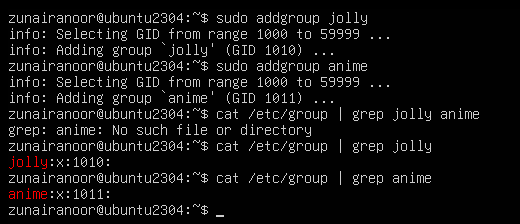 zunairanoor@ubuntu2304:~$ sudo addgroup jolly
info: Selecting GID from range 1000 to 59999 ...
info: Adding group `jolly' (GID 1010) ...
zunairanoor@ubuntu2304:~$ sudo addgroup anime
info: Selecting GID from range 1000 to 59999 ...
info: Adding group `anime' (GID 1011) ...
zunairanoor@ubuntu2304:~$ cat /etc/group | grep jolly anime
grep: anime: No such file or directory
zunairanoor@ubuntu2304:~$ cat /etc/group | grep jolly
jolly:x:1010:
zunairanoor@ubuntu2304:~$ cat /etc/group | grep anime
anime:x:1011:
zunairanoor@ubuntu2304:~$ _